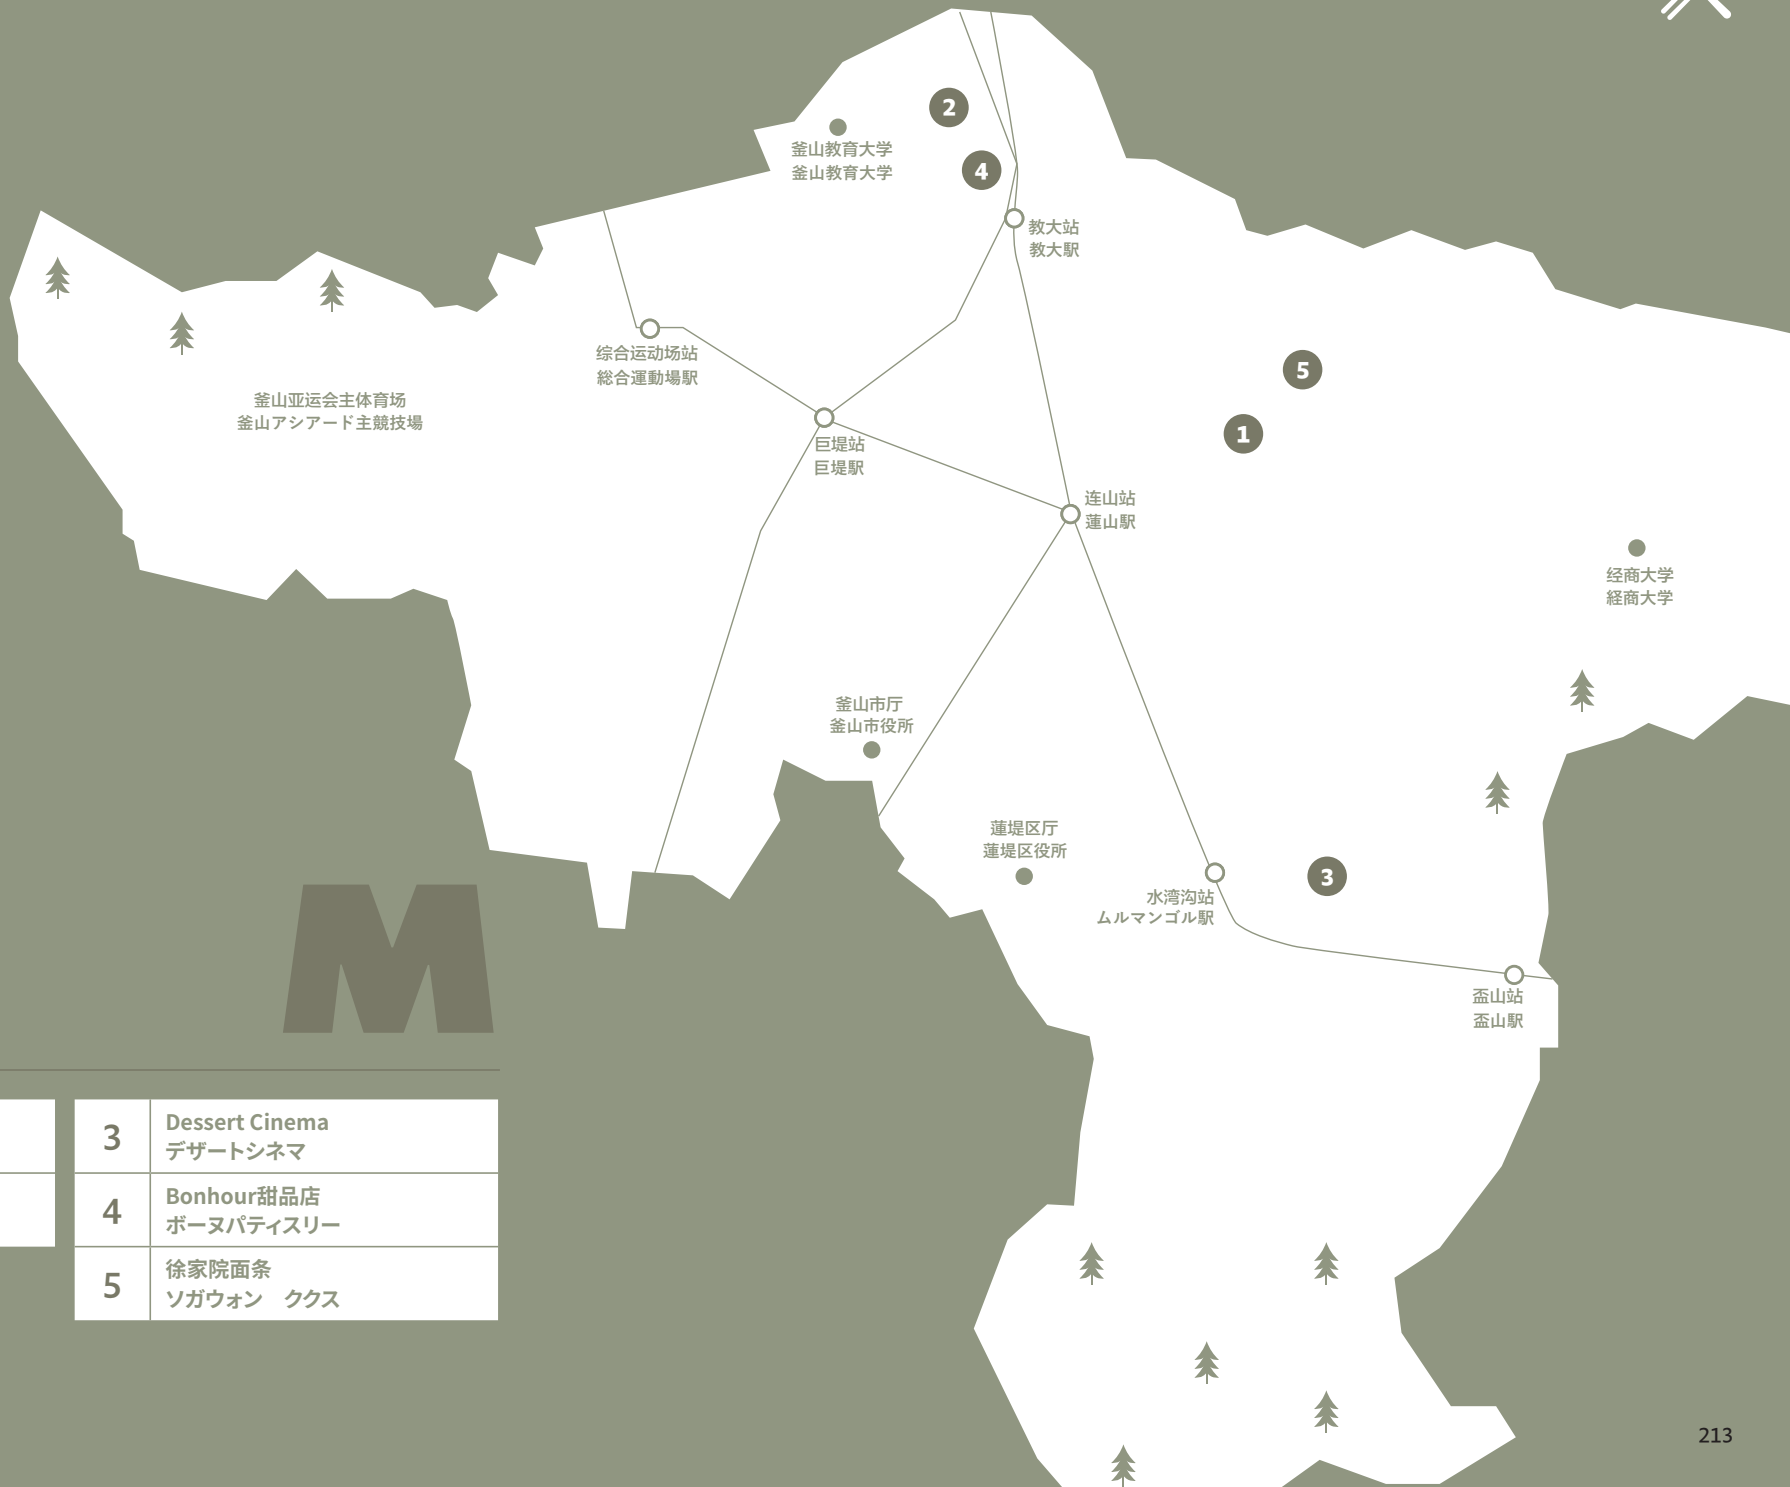 2
釜山教育大学
釜山教育大学
4
教大站
教大駅
综合运动场站
総合運動場駅
釜山亚运会主体育场
釜山アシアード主競技場
5
1
巨堤站
巨堤駅
连山站
蓮山駅
经商大学
経商大学
釜山市厅
釜山市役所
蓮堤区厅
蓮堤区役所
3
水湾沟站
ムルマンゴル駅
盃山站
盃山駅
M
3
Dessert Cinema
デザートシネマ
4
Bonhour甜品店
ボーヌパティスリー
5
徐家院面条
ソガウォン　ククス
213